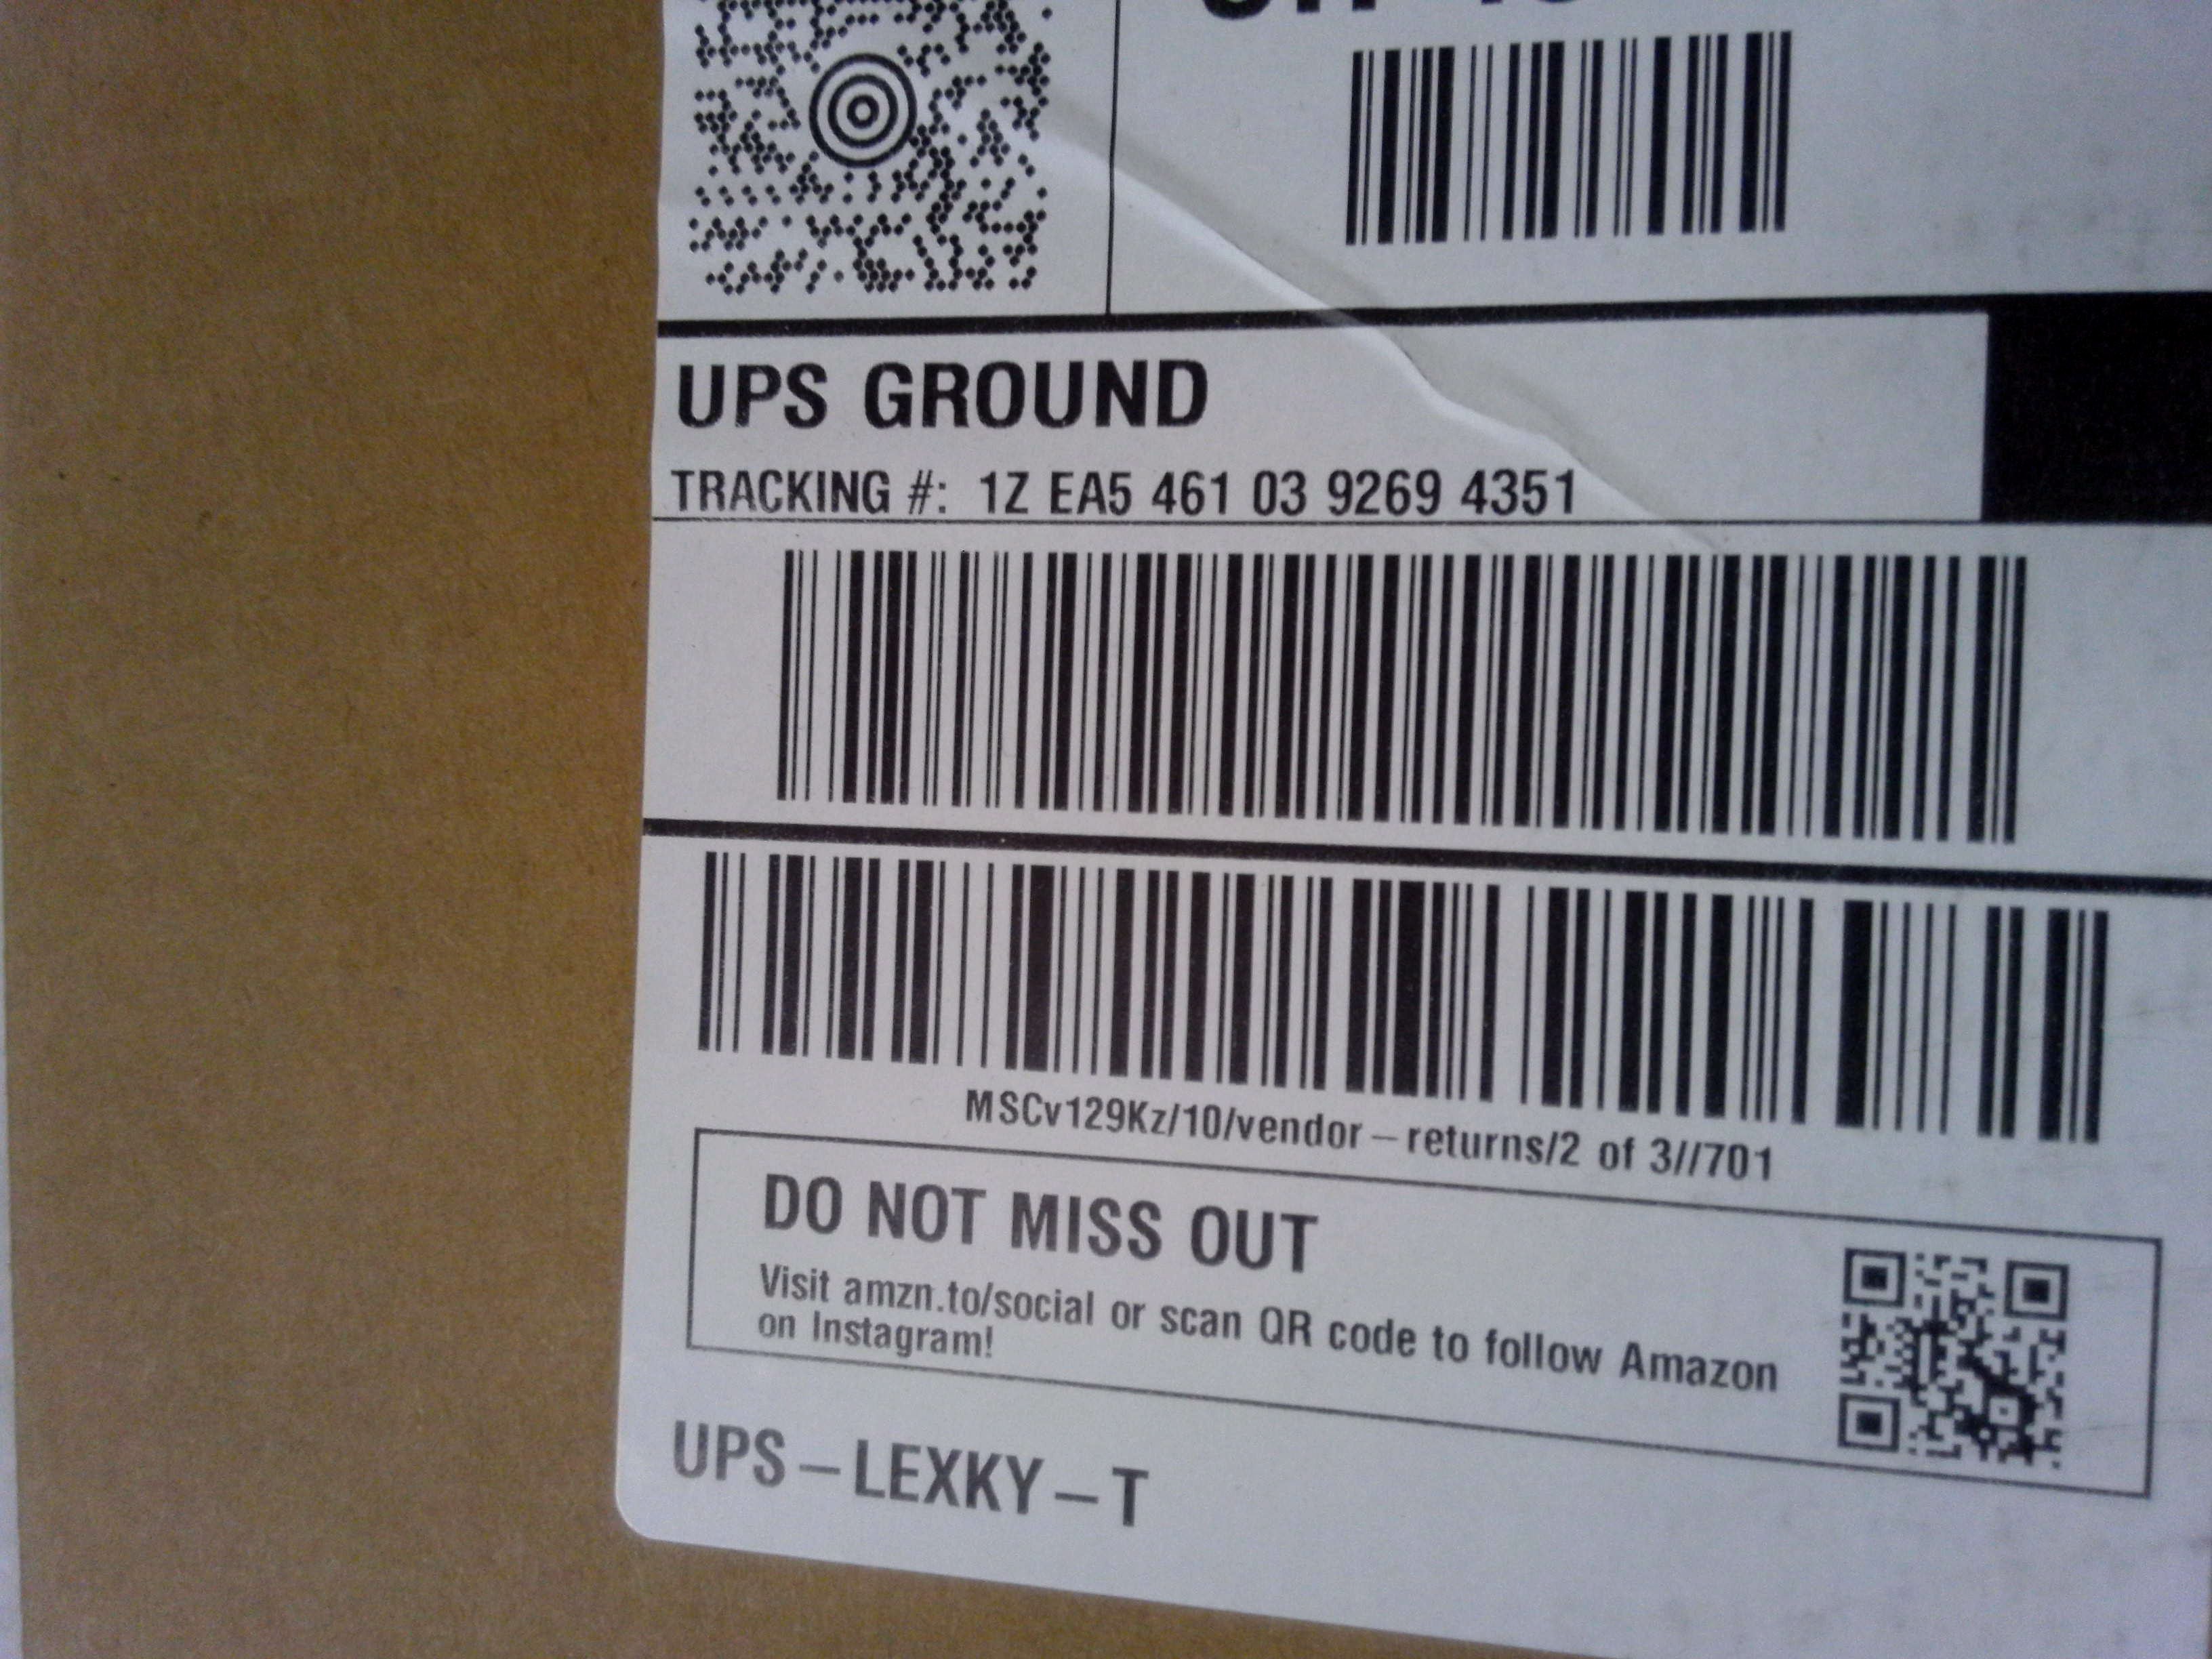 UPS GROUND
TRACKING #: 1Z EA5 461 03 9269 4351
MSCv129Kz/10/vendor-returns/2 of 3//701
DO NOT MISS OUT
Visit amzn.to/social or scan QR code to follow Amazon
on Instagram!
UPS-LEXKY-T